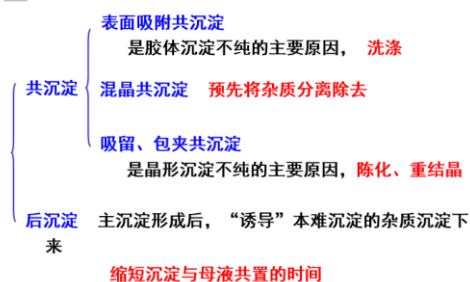 表面吸附共沉淀
是胶体沉淀不纯的主要原因， 洗涤
共沉淀 混晶共沉淀 预先将杂质分离除去
吸留、包夹共沉淀
是晶形沉淀不纯的主要原因，陈化、重结晶
后沉淀 主沉淀形成后，“诱导”本难沉淀的杂质沉淀下
来
缩短沉淀与母液共置的时间